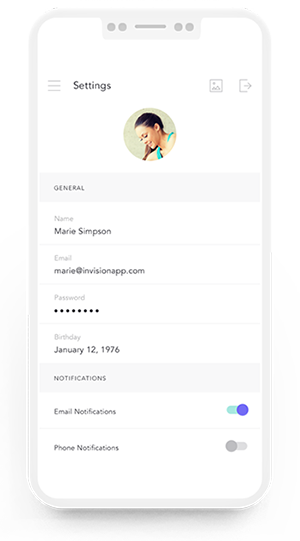 Settings
GENERAL
Name
Marie Simpson
Email
marie@invisionapp.com
Password
••••••••
Birthday
January 12, 1976
NOTIFICATIONS
Email Notifications
Phone Notifications